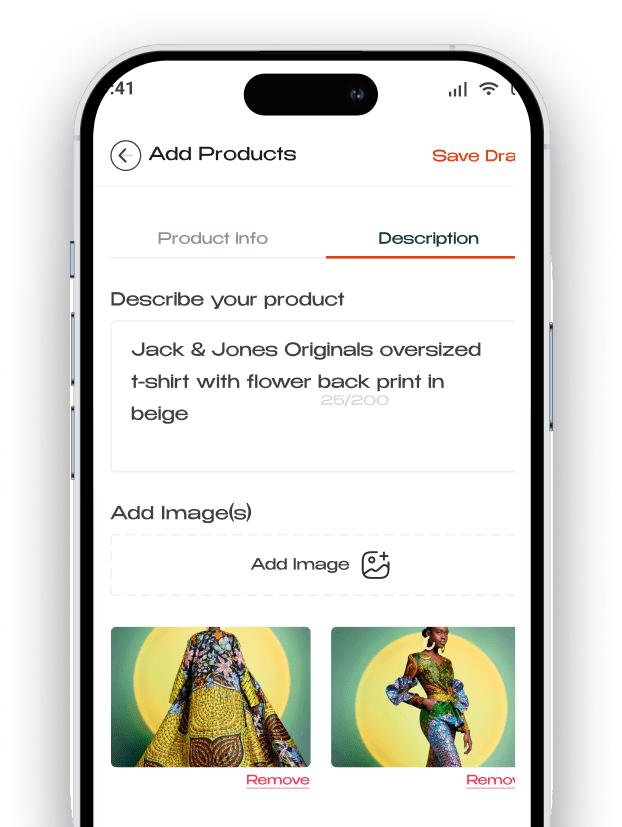 :41
Add Products
Save Dra
Product Info
Description
Describe your product
Jack & Jones Originals oversized
t-shirt with flower back print in
25/200
beige
Add Image(s)
Add Image
Remove
Remov